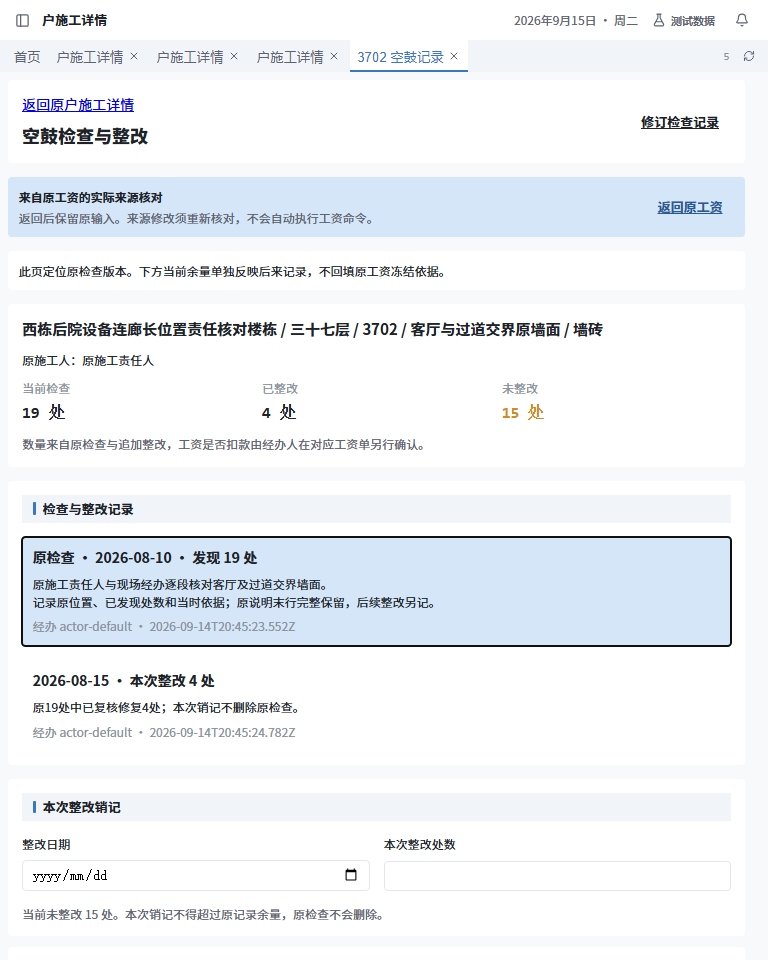 户施工详情
2026年9月15日 · 周二
测试数据
首页
户施工详情
户施工详情
户施工详情
3702 空鼓记录
5
返回原户施工详情
空鼓检查与整改
修订检查记录
来自原工资的实际来源核对
返回后保留原输入。来源修改须重新核对，不会自动执行工资命令。
返回原工资
此页定位原检查版本。下方当前余量单独反映后来记录，不回填原工资冻结依据。
西栋后院设备连廊长位置责任核对楼栋 / 三十七层 / 3702 / 客厅与过道交界原墙面 / 墙砖
原施工人：原施工责任人
当前检查
已整改
未整改
19 处
4 处
15 处
数量来自原检查与追加整改，工资是否扣款由经办人在对应工资单另行确认。
检查与整改记录
原检查 · 2026-08-10 · 发现 19 处
原施工责任人与现场经办逐段核对客厅及过道交界墙面。
记录原位置、已发现处数和当时依据；原说明末行完整保留，后续整改另记。
经办 actor-default · 2026-09-14T20:45:23.552Z
2026-08-15 · 本次整改 4 处
原19处中已复核修复4处；本次销记不删除原检查。
经办 actor-default · 2026-09-14T20:45:24.782Z
本次整改销记
整改日期
本次整改处数
yyyy/mm/dd
当前未整改 15 处。本次销记不得超过原记录余量，原检查不会删除。